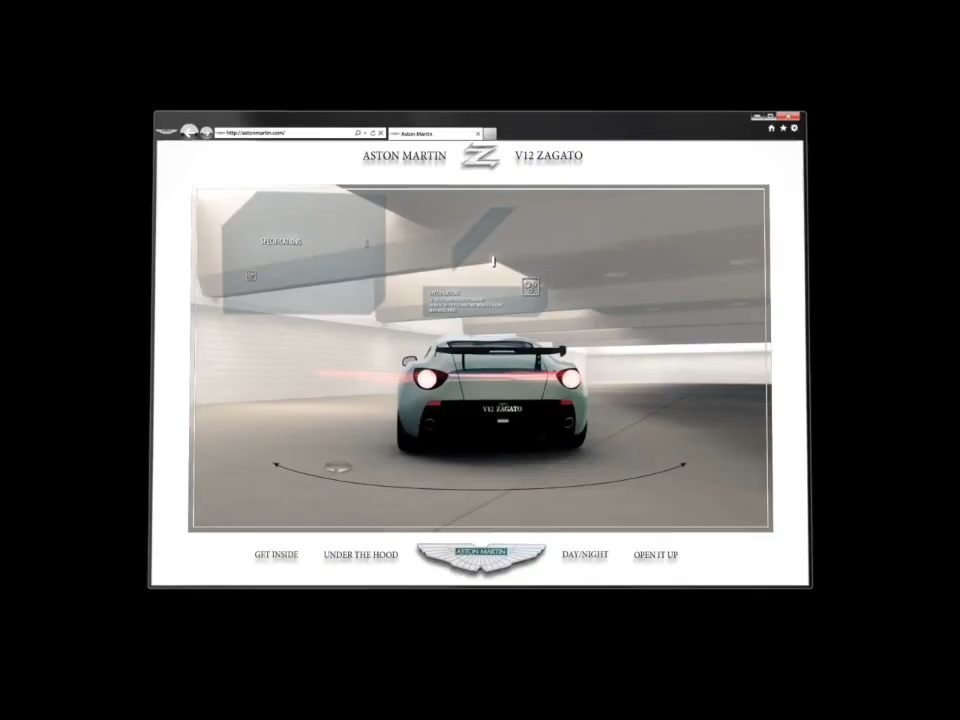 http://astonmartin.com/
Aston Martin
ASTON MARTIN
V12 ZAGATO
SPECIFICATIONS
SPECIFICATIONS
V12 ZAGATO
GET INSIDE
UNDER THE HOOD
ASTON MARTIN
DAY/NIGHT
OPEN IT UP